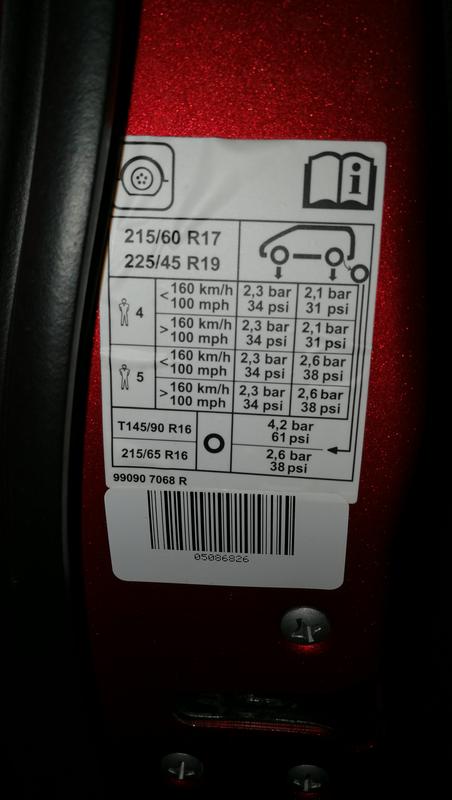 i
215/60 R17
225/45 R19
4 < 160 km/h 100 mph 2,3 bar 34 psi 2,1 bar 31 psi
> 160 km/h 100 mph 2,3 bar 34 psi 2,1 bar 31 psi
5 < 160 km/h 100 mph 2,3 bar 34 psi 2,6 bar 38 psi
> 160 km/h 100 mph 2,3 bar 34 psi 2,6 bar 38 psi
T145/90 R16 4,2 bar 61 psi
215/65 R16 2,6 bar 38 psi
99090 7068 R
05086826